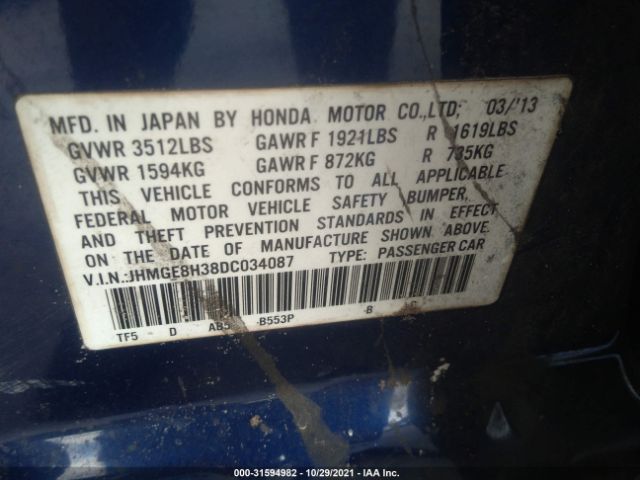 MFD. IN JAPAN BY HONDA MOTOR CO.,LTD; 03/'13
GVWR 3512LBS GAWR F 1921LBS R 1619LBS
GVWR 1594KG GAWR F 872KG R 735KG
THIS VEHICLE CONFORMS TO ALL APPLICABLE
FEDERAL MOTOR VEHICLE SAFETY BUMPER,
AND THEFT PREVENTION STANDARDS IN EFFECT
ON THE DATE OF MANUFACTURE SHOWN ABOVE.
V.I.N.:JHMGE8H38DC034087 TYPE: PASSENGER CAR
TF5 D B553P -B
000-31594982 - 10/29/2021 - IAA Inc.